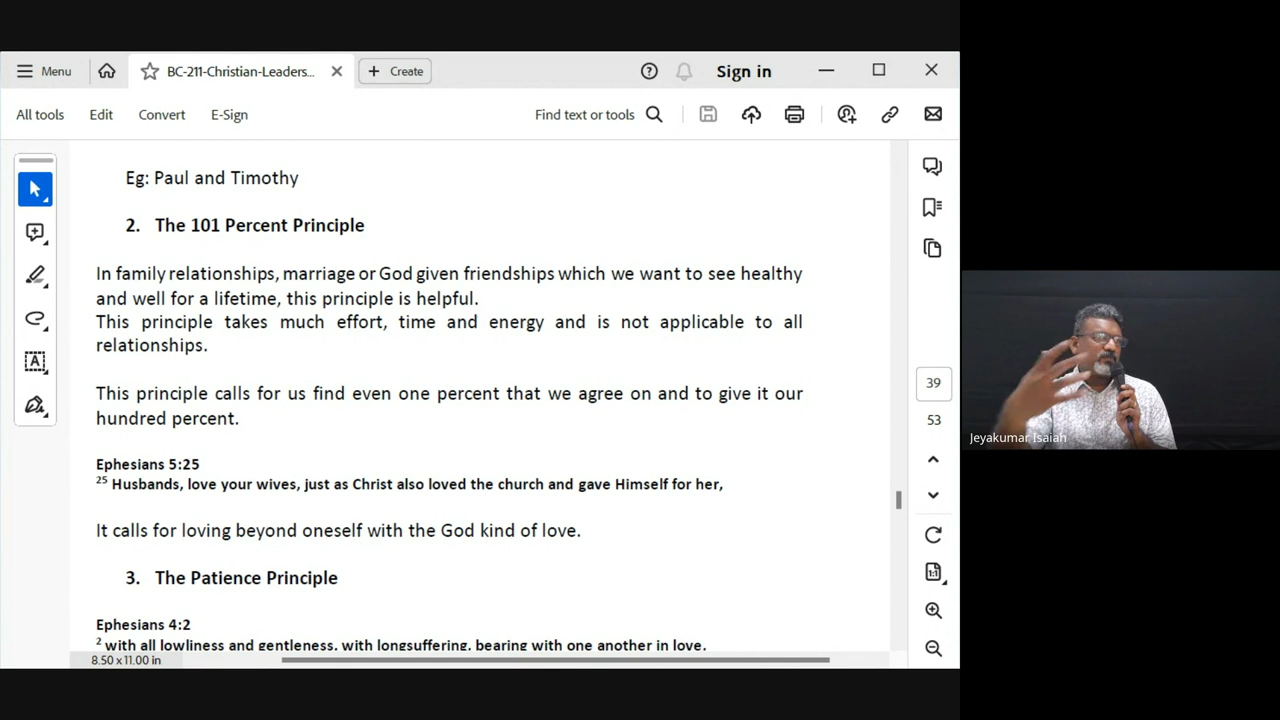 Menu
BC-211-Christian-Leaders...
Create
Sign in
All tools
Edit
Convert
E-Sign
Find text or tools
Eg: Paul and Timothy
2. The 101 Percent Principle
In family relationships, marriage or God given friendships which we want to see healthy
and well for a lifetime, this principle is helpful.
This principle takes much effort, time and energy and is not applicable to all
relationships.
This principle calls for us find even one percent that we agree on and to give it our
hundred percent.
Ephesians 5:25
25 Husbands, love your wives, just as Christ also loved the church and gave Himself for her,
It calls for loving beyond oneself with the God kind of love.
3. The Patience Principle
Ephesians 4:2
2 with all lowliness and gentleness, with longsuffering, bearing with one another in love,
8.50 x 11.00 in
39
53
1:1
Jeyakumar Isaiah